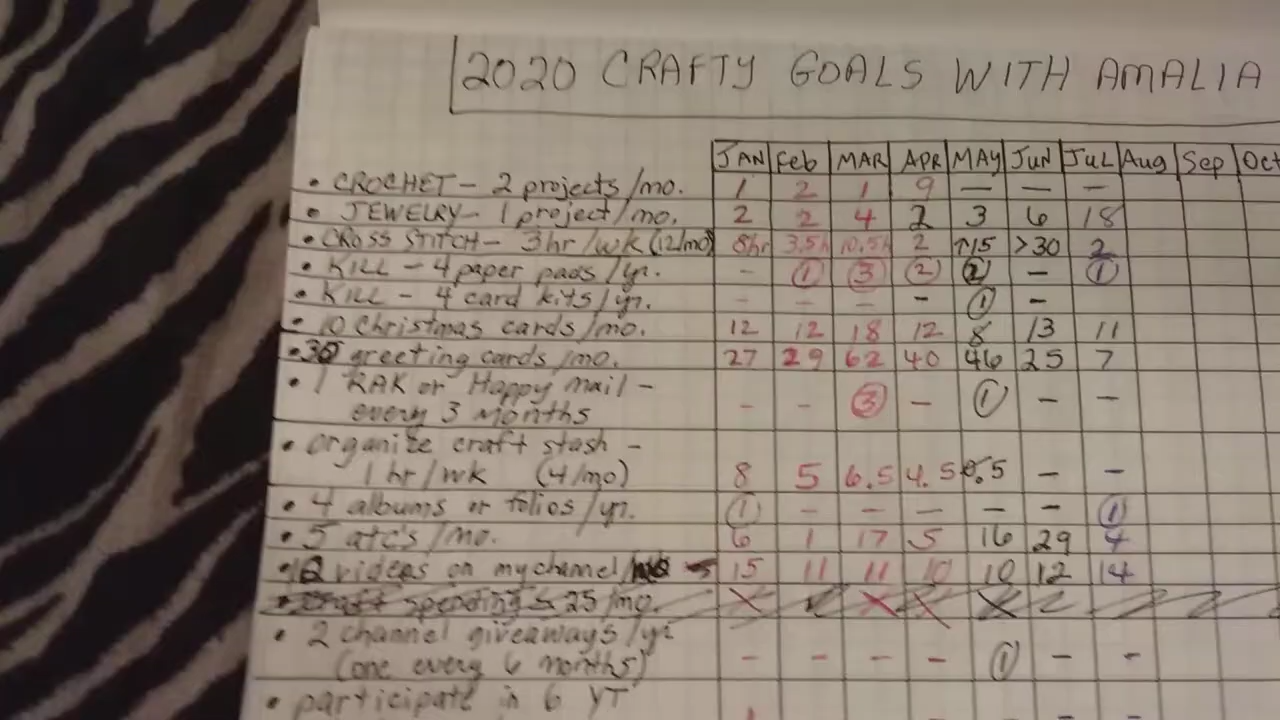 2020 CRAFTY GOALS WITH AMALIA
JAN Feb MAR APR MAY JUN JUL Aug Sep Oct
• CROCHET - 2 projects/mo. 1 2 1 9 — — —
• JEWELRY - 1 project/mo. 2 2 4 2 3 6 18
• CROSS STITCH - 3hr/wk (12/mo) 8hr 3.5h 10.5h 2 ↑15 >30 2
• KILL - 4 paper pads/yr. - 1 3 2 2 - 1
• KILL - 4 card kits/yr. - - - - 1 -
• 10 Christmas cards/mo. 12 12 18 12 8 13 11
• 30 greeting cards/mo. 27 29 62 40 46 25 7
• 1 RAK or Happy mail -
every 3 Months - - 3 - 1 - -
• organize craft stash -
1 hr/wk (4/mo) 8 5 6.5 4.5 .5 - -
• 4 albums or folios/yr. 1 - - - - - 1
• 5 atc's/mo. 6 1 17 5 16 29 4
videos on my channel 15 11 11 10 10 12 14
• craft spending ≤ 25/mo.
• 2 channel giveaways/yr
(one every 6 months) - - - - 1 - -
• participate in 6 YT